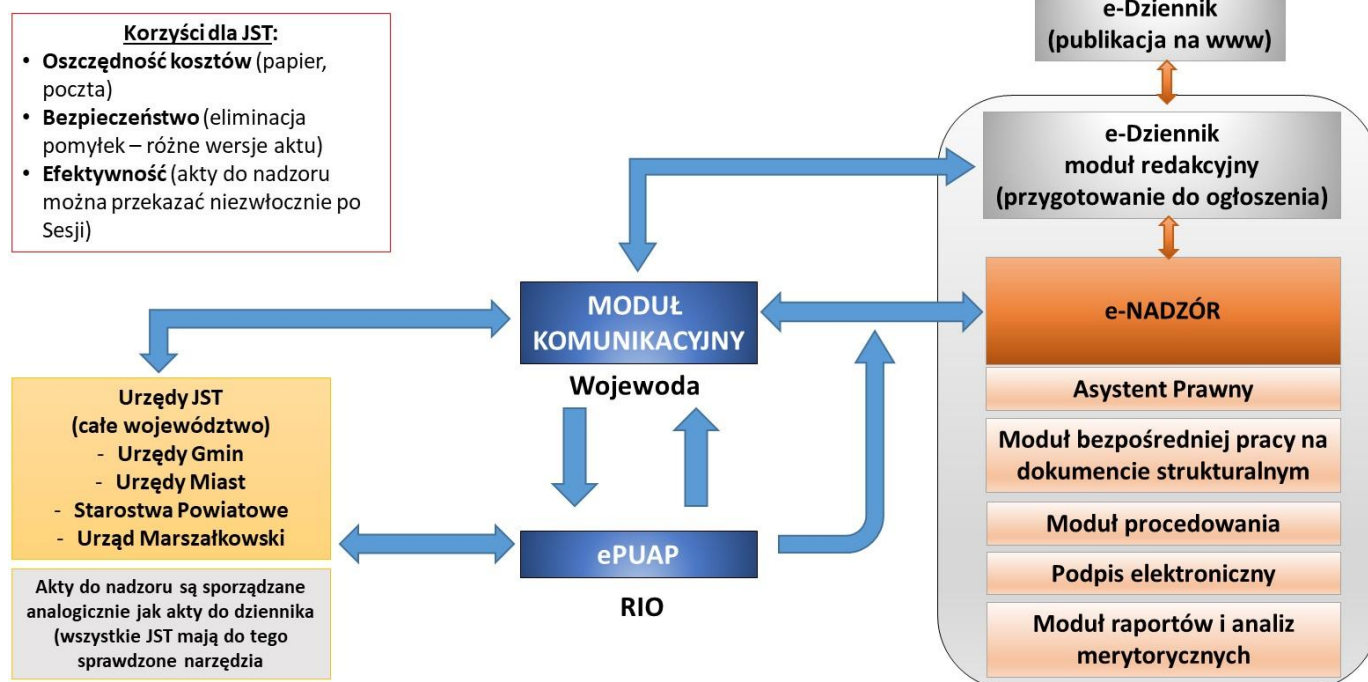 Korzyści dla JST:
• Oszczędność kosztów (papier,
poczta)
• Bezpieczeństwo (eliminacja
pomyłek – różne wersje aktu)
• Efektywność (akty do nadzoru
można przekazać niezwłocznie po
Sesji)
Urzędy JST
(całe województwo)
- Urzędy Gmin
- Urzędy Miast
- Starostwa Powiatowe
- Urząd Marszałkowski
Akty do nadzoru są sporządzane
analogicznie jak akty do dziennika
(wszystkie JST mają do tego
sprawdzone narzędzia
MODUŁ
KOMUNIKACYJNY
Wojewoda
ePUAP
RIO
e-Dziennik
(publikacja na www)
e-Dziennik
moduł redakcyjny
(przygotowanie do ogłoszenia)
e-NADZÓR
Asystent Prawny
Moduł bezpośredniej pracy na
dokumencie strukturalnym
Moduł procedowania
Podpis elektroniczny
Moduł raportów i analiz
merytorycznych